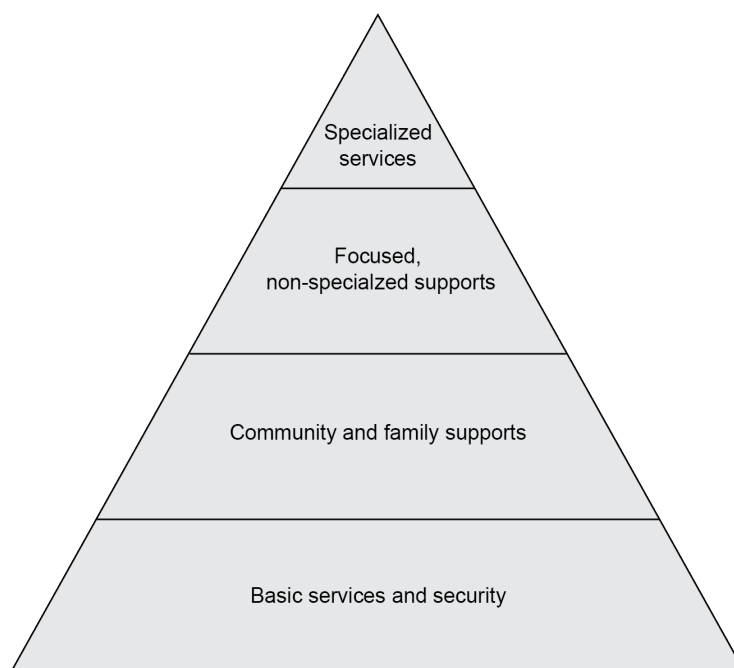 Specialized
services
Focused,
non-specialzed supports
Community and family supports
Basic services and security